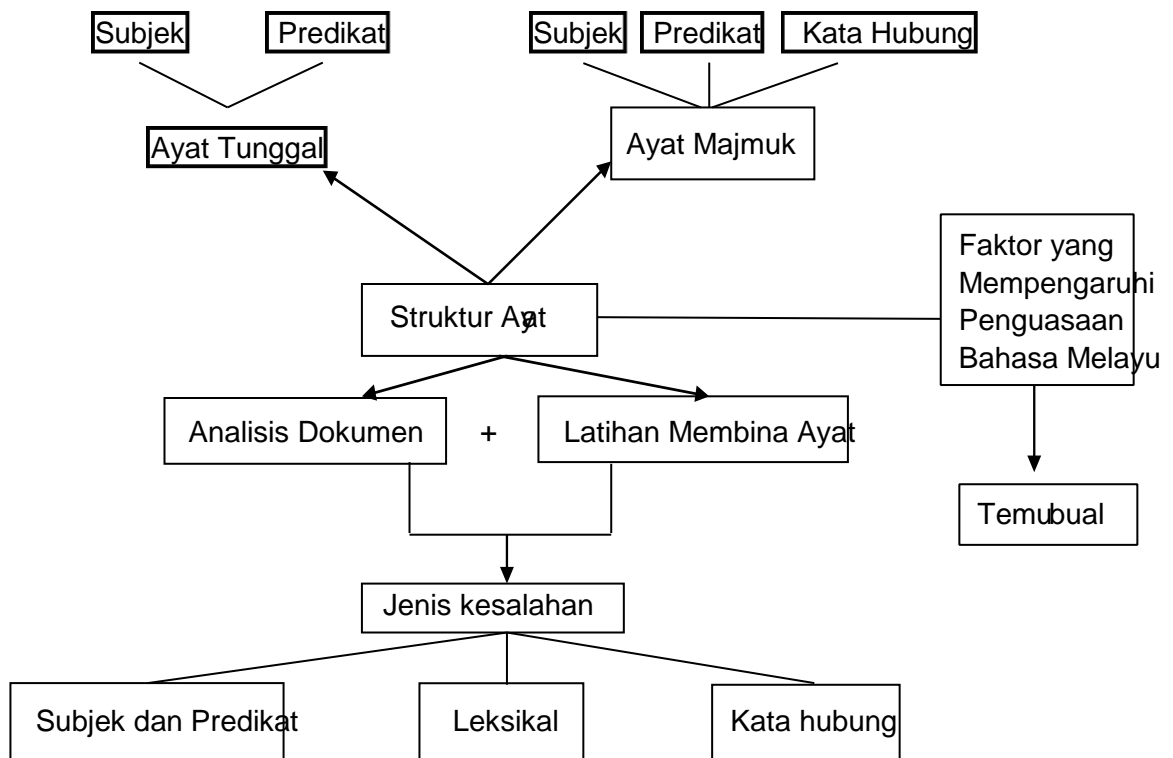 Subjek
Predikat
Subjek
Predikat
Kata Hubung
Ayat Tunggal
Ayat Majmuk
Faktor yang
Mempengaruhi
Penguasaan
Bahasa Melayu
Struktur Ayat
Analisis Dokumen
+
Latihan Membina Ayat
Temubual
Jenis kesalahan
Subjek dan Predikat
Leksikal
Kata hubung